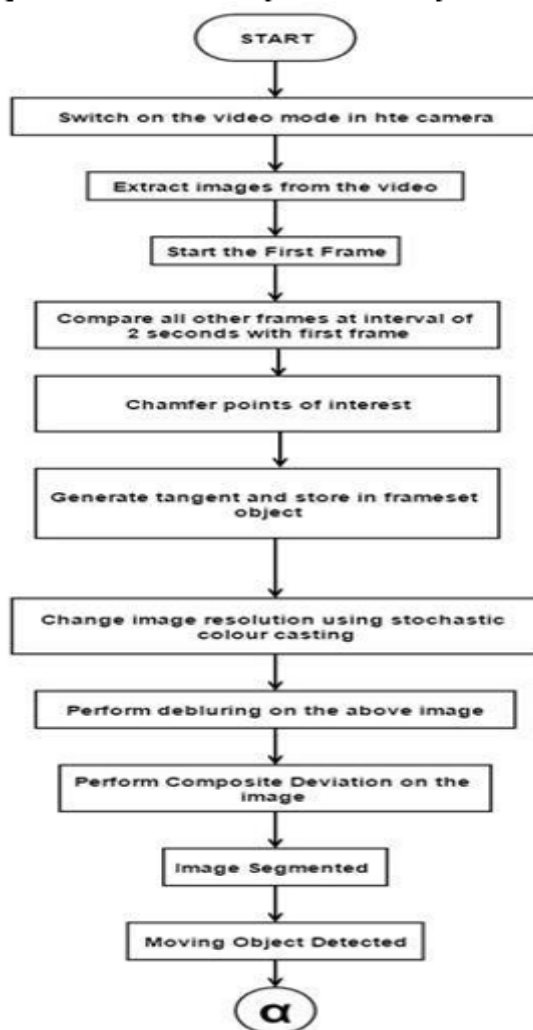 START
Switch on the video mode in hte camera
Extract images from the video
Start the First Frame
Compare all other frames at interval of
2 seconds with first frame
Chamfer points of interest
Generate tangent and store in frameset
object
Change image resolution using stochastic
colour casting
Perform debluring on the above image
Perform Composite Deviation on the
image
Image Segmented
Moving Object Detected
α